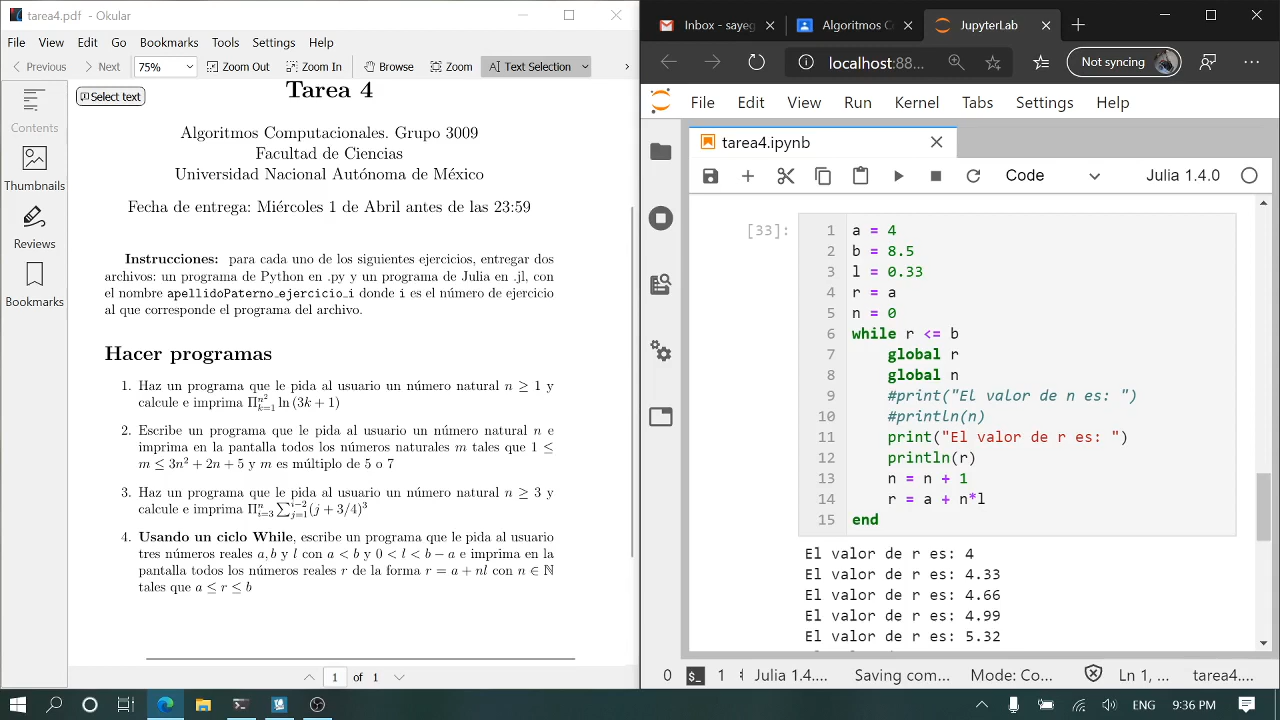 tarea4.pdf - Okular
File View Edit Go Bookmarks Tools Settings Help
Previous Next 75% Zoom Out Zoom In Browse Zoom Text Selection
Select text
Contents
Thumbnails
Reviews
Bookmarks
Tarea 4
Algoritmos Computacionales. Grupo 3009
Facultad de Ciencias
Universidad Nacional Autónoma de México
Fecha de entrega: Miércoles 1 de Abril antes de las 23:59
Instrucciones: para cada uno de los siguientes ejercicios, entregar dos
archivos: un programa de Python en .py y un programa de Julia en .jl, con
el nombre apellidoPaterno_ejercicio_i donde i es el número de ejercicio
al que corresponde el programa del archivo.
Hacer programas
1. Haz un programa que le pida al usuario un número natural n ≥ 1 y
calcule e imprima Π_{k=1}^{n^2} ln (3k + 1)
2. Escribe un programa que le pida al usuario un número natural n e
imprima en la pantalla todos los números naturales m tales que 1 ≤
m ≤ 3n² + 2n + 5 y m es múltiplo de 5 o 7
3. Haz un programa que le pida al usuario un número natural n ≥ 3 y
calcule e imprima Π_{i=3}^{n} ∑_{j=1}^{i−2} (j + 3/4)³
4. Usando un ciclo While, escribe un programa que le pida al usuario
tres números reales a, b y l con a < b y 0 < l < b − a e imprima en la
pantalla todos los números reales r de la forma r = a + nl con n ∈ ℕ
tales que a ≤ r ≤ b
1 of 1
Inbox - sayeg
Algoritmos C
JupyterLab
localhost:88...
Not syncing
File Edit View Run Kernel Tabs Settings Help
tarea4.ipynb
Code
Julia 1.4.0
[33]:
1 a = 4
2 b = 8.5
3 l = 0.33
4 r = a
5 n = 0
6 while r <= b
7 global r
8 global n
9 #print("El valor de n es: ")
10 #println(n)
11 print("El valor de r es: ")
12 println(r)
13 n = n + 1
14 r = a + n*l
15 end
El valor de r es: 4
El valor de r es: 4.33
El valor de r es: 4.66
El valor de r es: 4.99
El valor de r es: 5.32
0 $_ 1 Julia 1.4.... Saving com... Mode: Co... Ln 1, ... tarea4....
ENG 9:36 PM